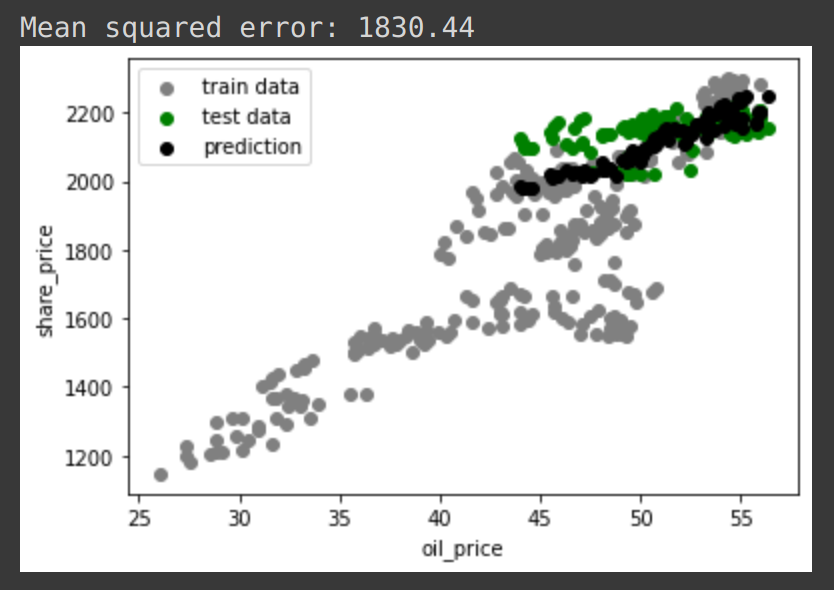 Mean squared error: 1830.44
train data
test data
prediction
2200
2000
1800
1600
1400
1200
share_price
25 30 35 40 45 50 55
oil_price